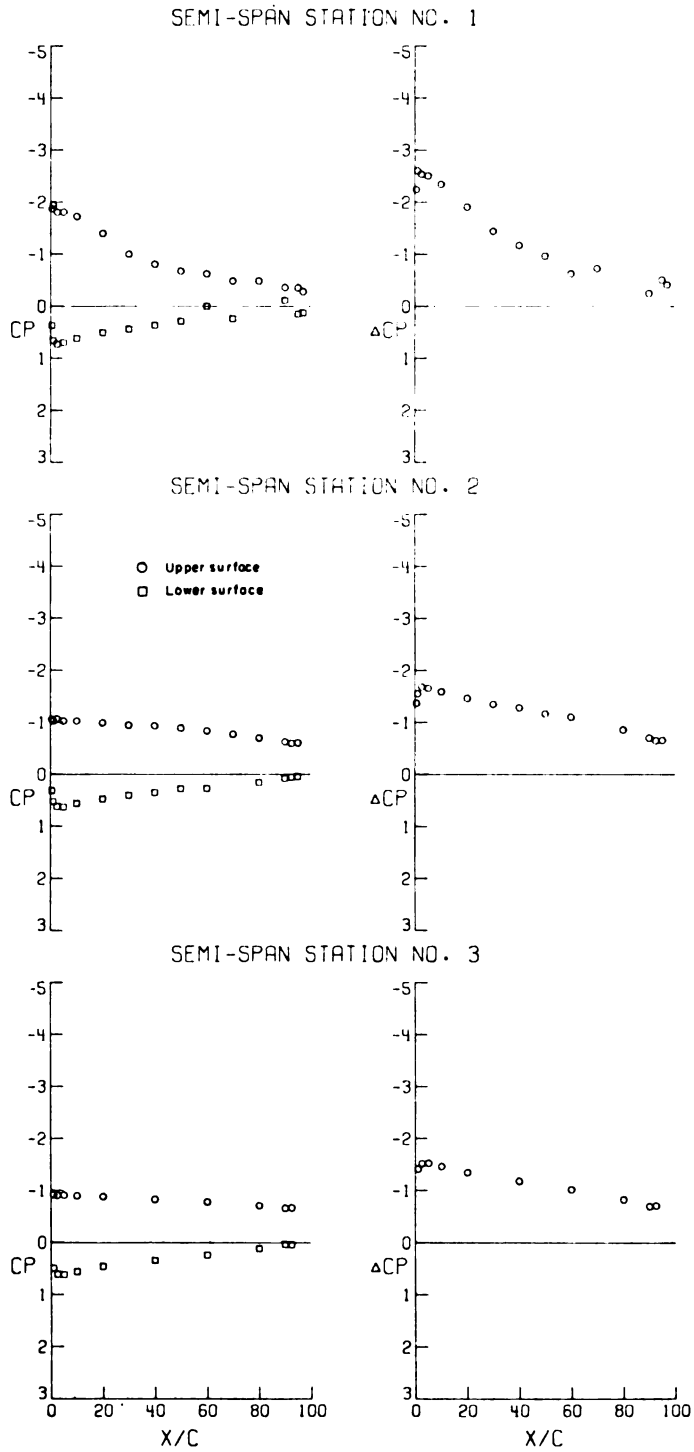 SEMI-SPAN STATION NO. 1
-5 -5
-4 -4
-3 -3
-2 -2
-1 -1
0 0
CP ΔCP
1 1
2 2
3 3
SEMI-SPAN STATION NO. 2
-5 -5
-4 -4
○ Upper surface
□ Lower surface
-3 -3
-2 -2
-1 -1
0 0
CP ΔCP
1 1
2 2
3 3
SEMI-SPAN STATION NO. 3
-5 -5
-4 -4
-3 -3
-2 -2
-1 -1
0 0
CP ΔCP
1 1
2 2
3 3
0 20 40 60 80 100 0 20 40 60 80 100
X/C X/C